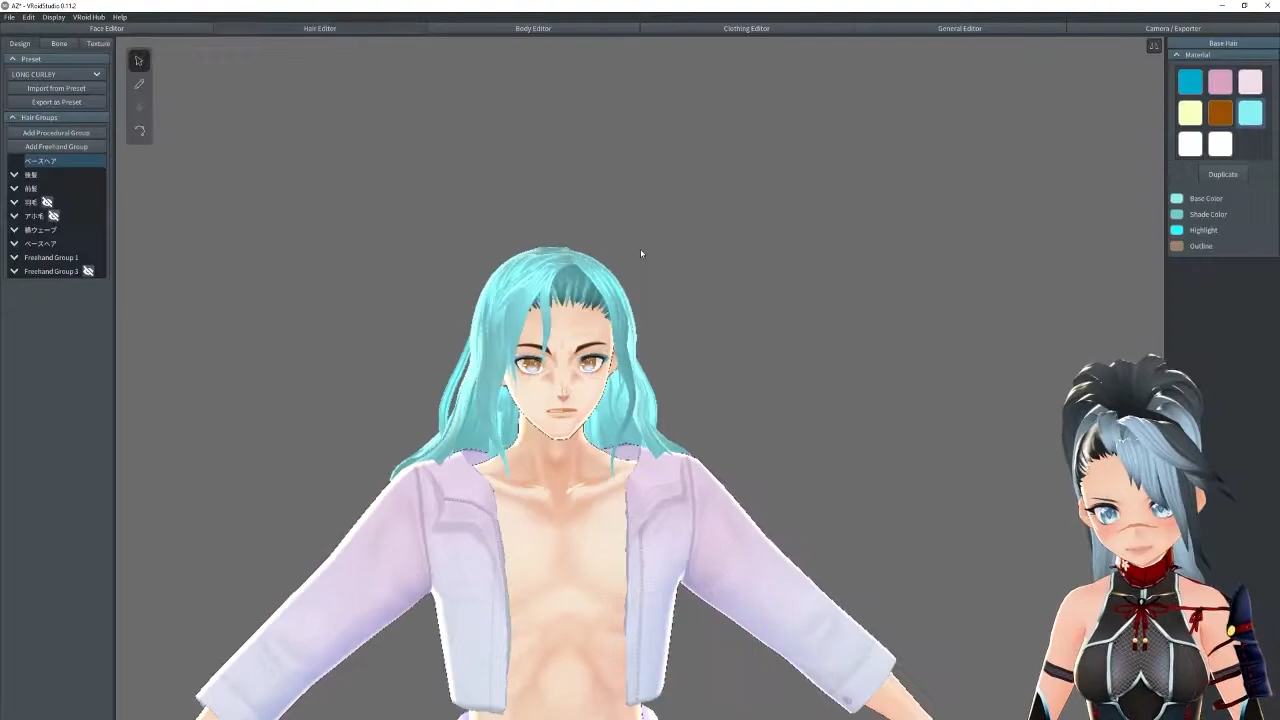 AZ* - VRoidStudio 0.11.2
File Edit Display VRoid Hub Help
Face Editor Hair Editor Body Editor Clothing Editor General Editor Camera / Exporter
Design Bone Texture
Preset
LONG CURLEY
Import from Preset
Export as Preset
Hair Groups
Add Procedural Group
Add Freehand Group
ベースヘア
後髪
前髪
羽毛
アホ毛
横ウェーブ
ベースヘア
Freehand Group 1
Freehand Group 3
Base Hair
Material
Duplicate
Base Color
Shade Color
Highlight
Outline